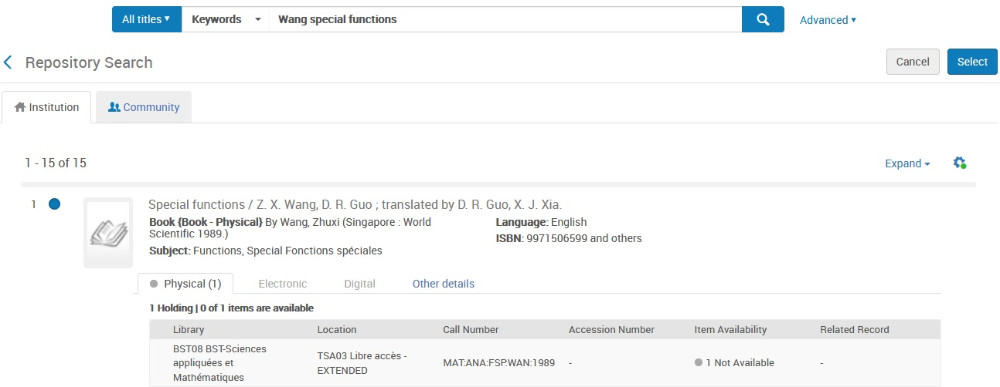 All titles Keywords Wang special functions Advanced
Repository Search Cancel Select
Institution Community
1 - 15 of 15 Expand
1 Special functions / Z. X. Wang, D. R. Guo ; translated by D. R. Guo, X. J. Xia.
Book {Book - Physical} By Wang, Zhuxi (Singapore : World
Scientific 1989.)
Subject: Functions, Special Fonctions spéciales
Language: English
ISBN: 9971506599 and others
Physical (1) Electronic Digital Other details
1 Holding | 0 of 1 items are available
Library Location Call Number Accession Number Item Availability Related Record
BST08 BST-Sciences
appliquées et
Mathématiques
TSA03 Libre accès -
EXTENDED
MAT:ANA:FSP.WAN:1989 - 1 Not Available -